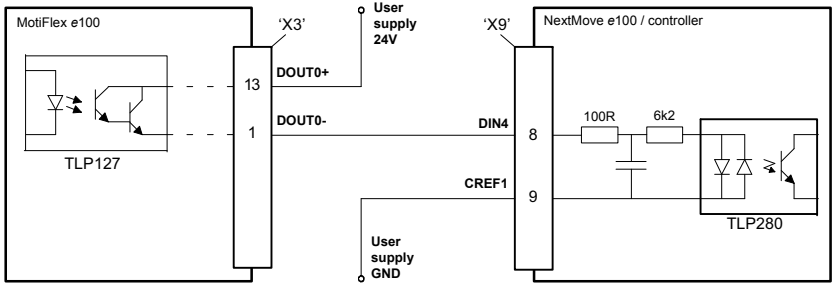 MotiFlex e100
'X3'
User
supply
24V
'X9'
NextMove e100 / controller
13
DOUT0+
1
DOUT0-
TLP127
DIN4
8
100R
6k2
CREF1
9
TLP280
User
supply
GND